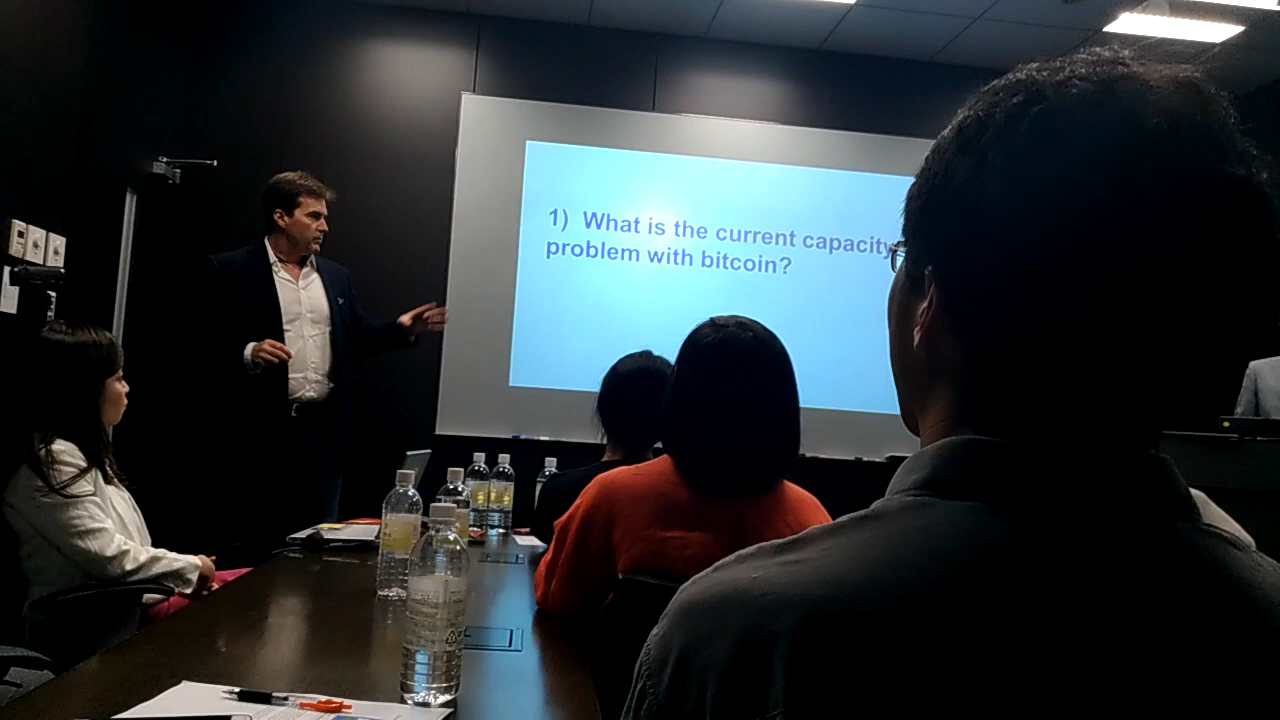 1) What is the current capacity
problem with bitcoin?